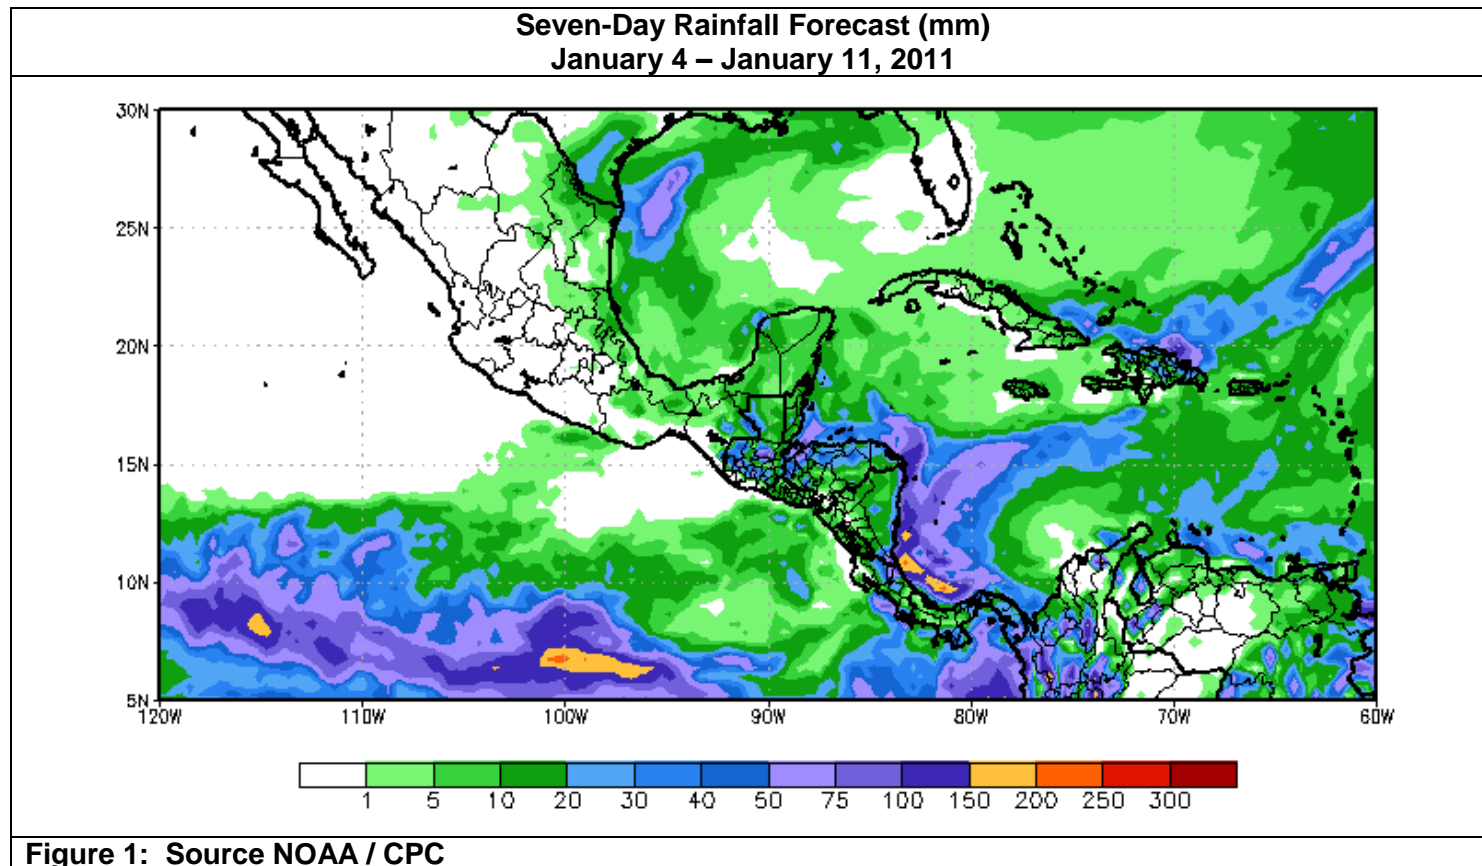 Seven-Day Rainfall Forecast (mm)
January 4 – January 11, 2011
30N
25N
20N
15N
10N
5N
120W 110W 100W 90W 80W 70W 60W
1 5 10 20 30 40 50 75 100 150 200 250 300
Figure 1: Source NOAA / CPC